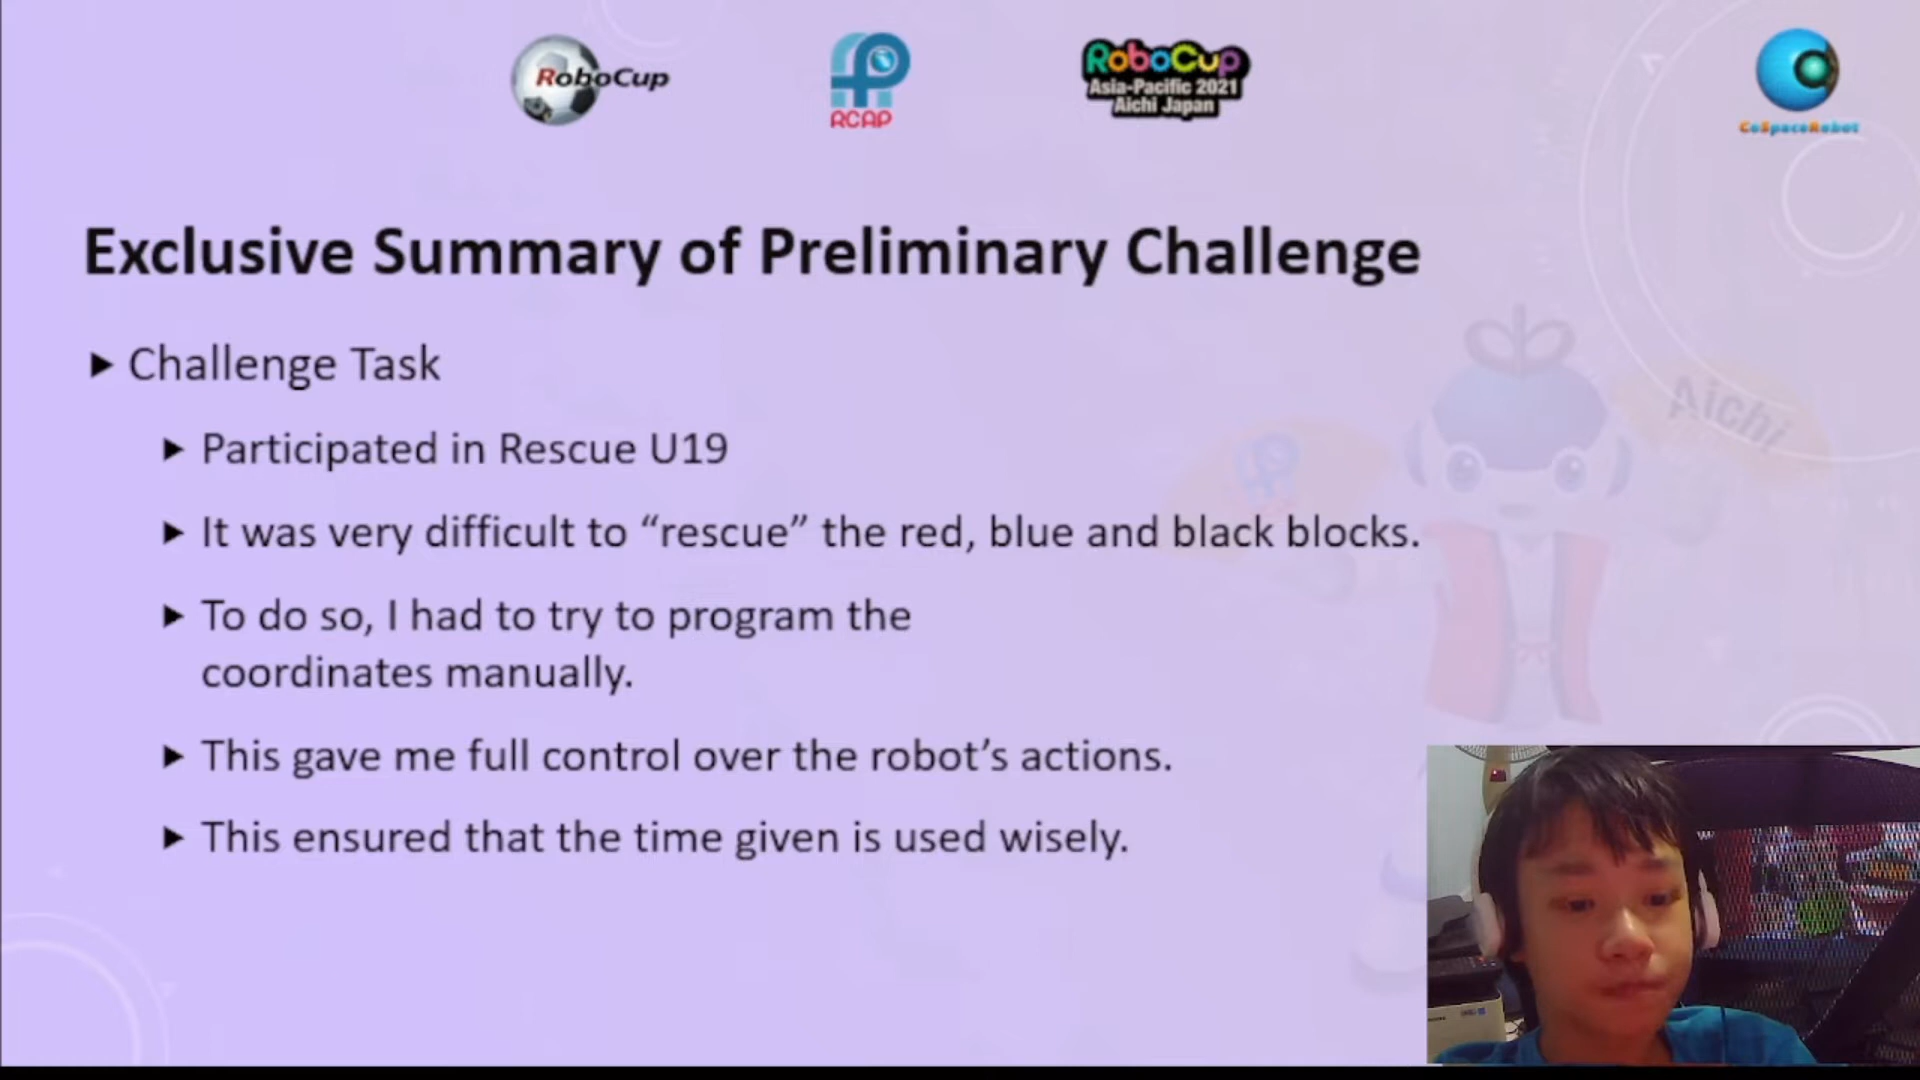 RoboCup
RCAP
RoboCup
Asia-Pacific 2021
Aichi Japan
CoSpaceRobot
Exclusive Summary of Preliminary Challenge
Challenge Task
Aichi
Participated in Rescue U19
It was very difficult to “rescue” the red, blue and black blocks.
To do so, I had to try to program the
coordinates manually.
This gave me full control over the robot’s actions.
This ensured that the time given is used wisely.